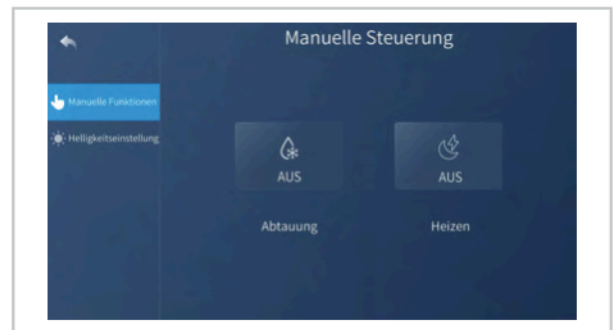 Manuelle Steuerung
Manuelle Funktionen
Helligkeitseinstellung
AUS
AUS
Abtauung
Heizen